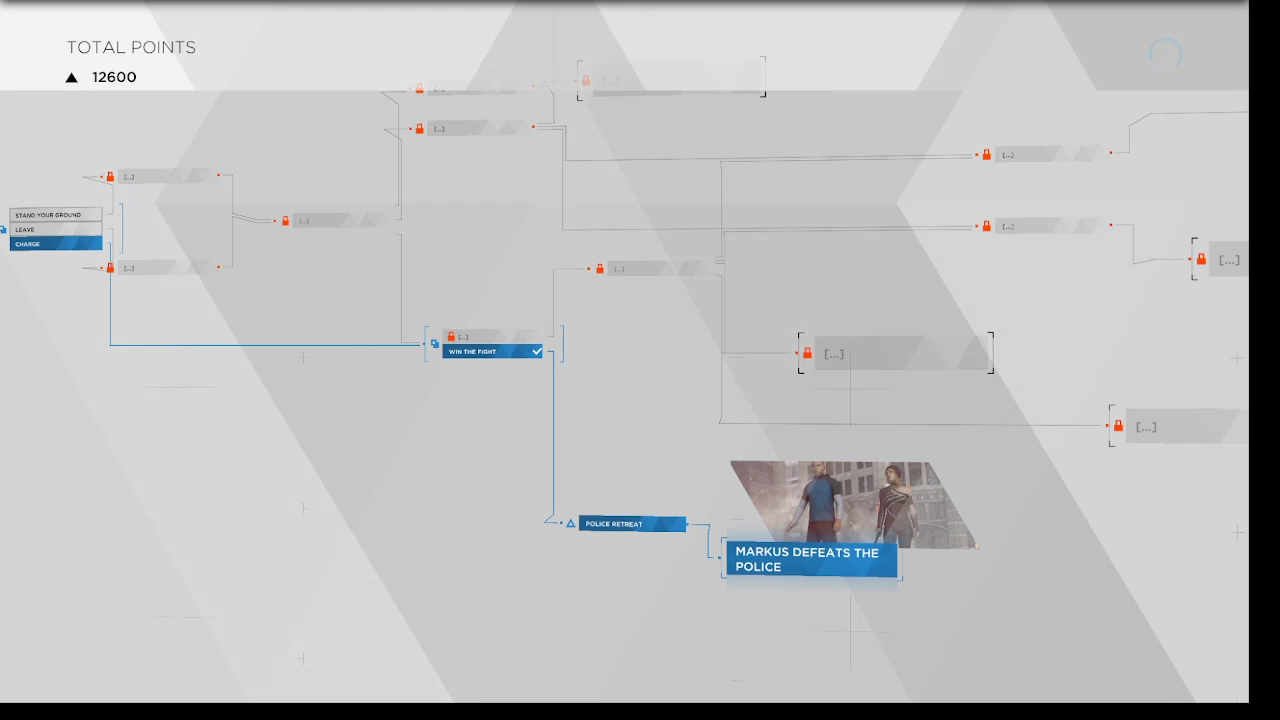 TOTAL POINTS
▲ 12600
[...]
[...]
[...]
[...]
[...]
STAND YOUR GROUND
LEAVE
CHARGE
[...]
[...]
[...]
[...]
[...]
[...]
WIN THE FIGHT
[...]
[...]
POLICE RETREAT
MARKUS DEFEATS THE
POLICE